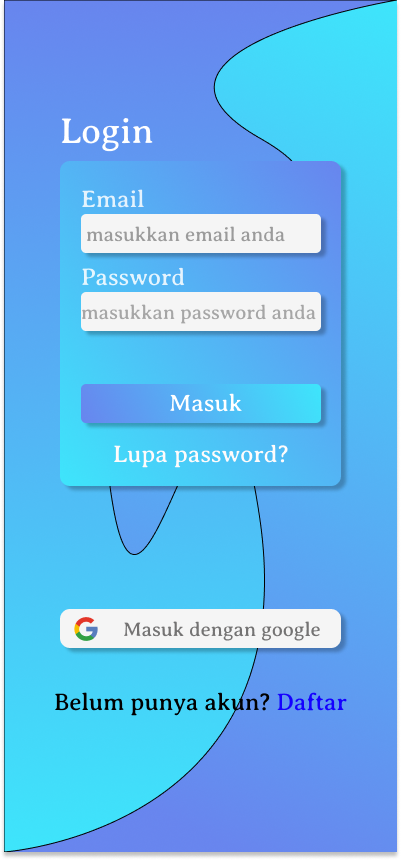 Login
Email
masukkan email anda
Password
masukkan password anda
Masuk
Lupa password?
Masuk dengan google
Belum punya akun? Daftar